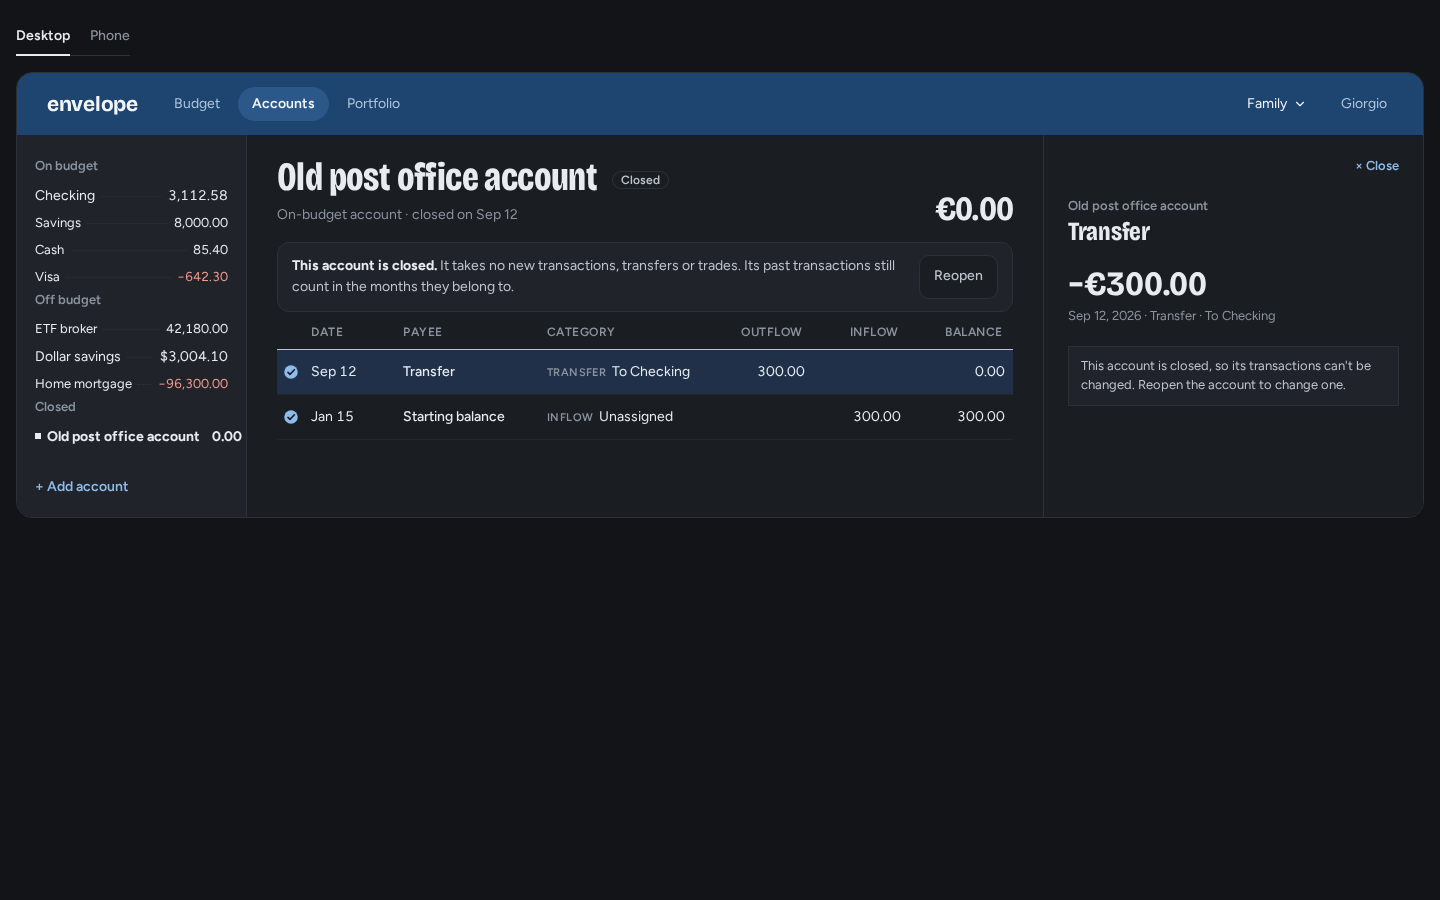 Desktop Phone
envelope Budget Accounts Portfolio Family Giorgio
On budget
Checking 3,112.58
Savings 8,000.00
Cash 85.40
Visa −642.30
Off budget
ETF broker 42,180.00
Dollar savings $3,004.10
Home mortgage −96,300.00
Closed
Old post office account 0.00
+ Add account
Old post office account Closed
On-budget account · closed on Sep 12
€0.00
This account is closed. It takes no new transactions, transfers or trades. Its past transactions still
count in the months they belong to.
Reopen
DATE PAYEE CATEGORY OUTFLOW INFLOW BALANCE
Sep 12 Transfer TRANSFER To Checking 300.00 0.00
Jan 15 Starting balance INFLOW Unassigned 300.00 300.00
× Close
Old post office account
Transfer
−€300.00
Sep 12, 2026 · Transfer · To Checking
This account is closed, so its transactions can't be
changed. Reopen the account to change one.